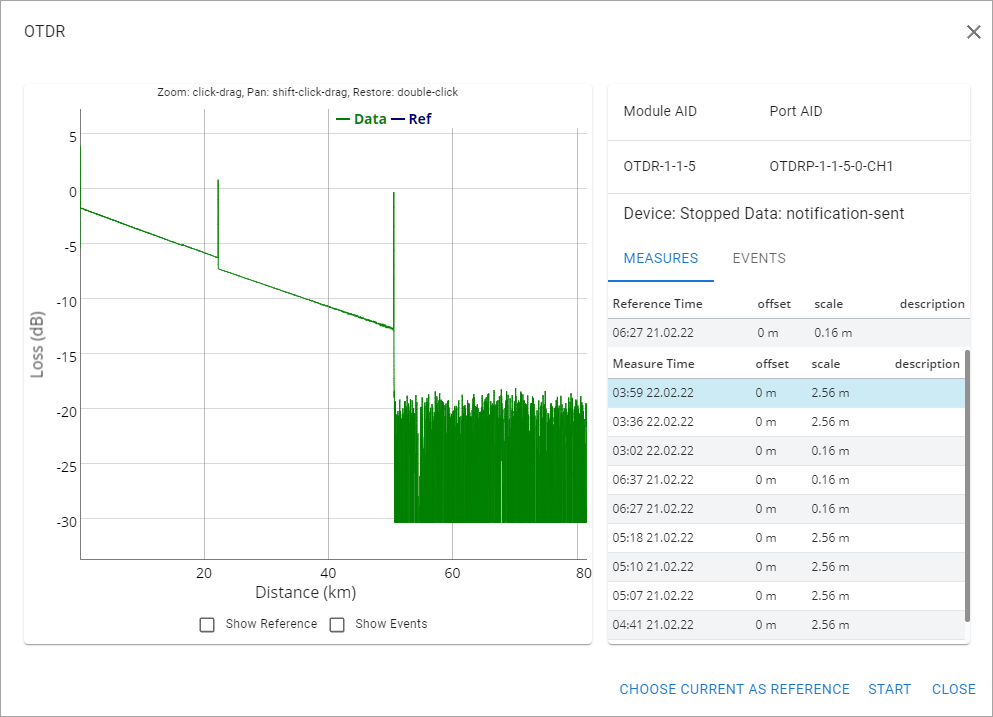 OTDR
Zoom: click-drag, Pan: shift-click-drag, Restore: double-click
Data Ref
5
0
-5
-10
-15
-20
-25
-30
Loss (dB)
20 40 60 80
Distance (km)
Show Reference Show Events
Module AID Port AID
OTDR-1-1-5 OTDRP-1-1-5-0-CH1
Device: Stopped Data: notification-sent
MEASURES EVENTS
Reference Time offset scale description
06:27 21.02.22 0 m 0.16 m
Measure Time offset scale description
03:59 22.02.22 0 m 2.56 m
03:36 22.02.22 0 m 2.56 m
03:02 22.02.22 0 m 0.16 m
06:37 21.02.22 0 m 0.16 m
06:27 21.02.22 0 m 0.16 m
05:18 21.02.22 0 m 2.56 m
05:10 21.02.22 0 m 2.56 m
05:07 21.02.22 0 m 2.56 m
04:41 21.02.22 0 m 2.56 m
CHOOSE CURRENT AS REFERENCE START CLOSE